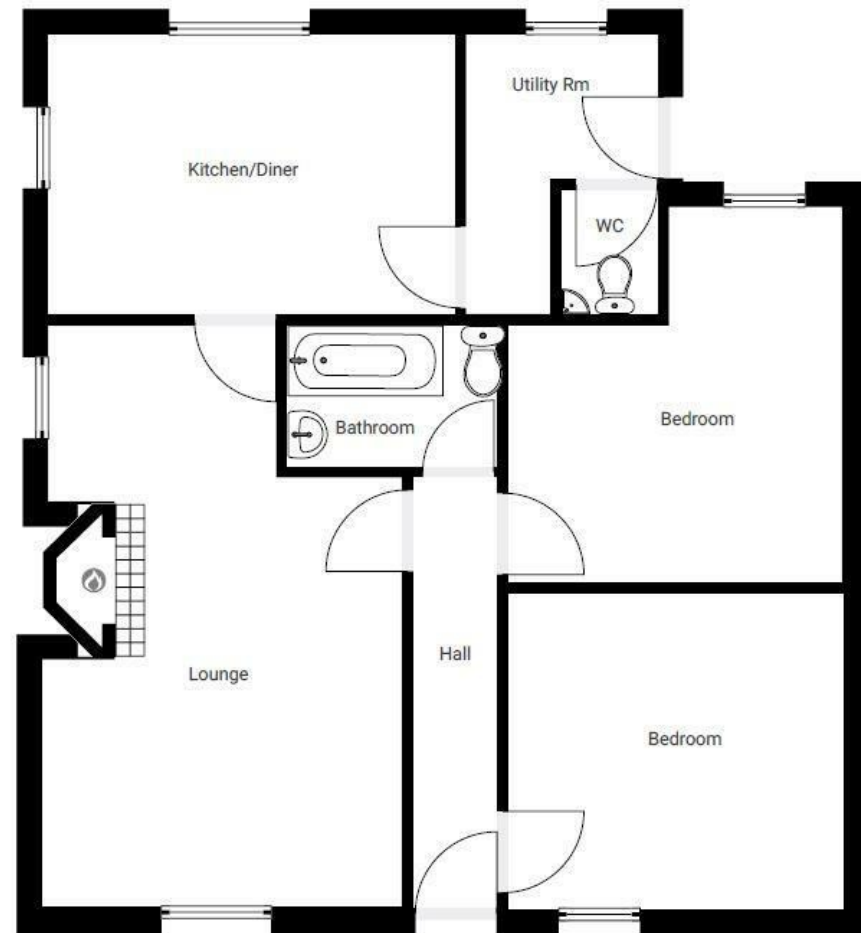 Utility Rm
Kitchen/Diner
WC
Bedroom
Bathroom
Hall
Lounge
Bedroom